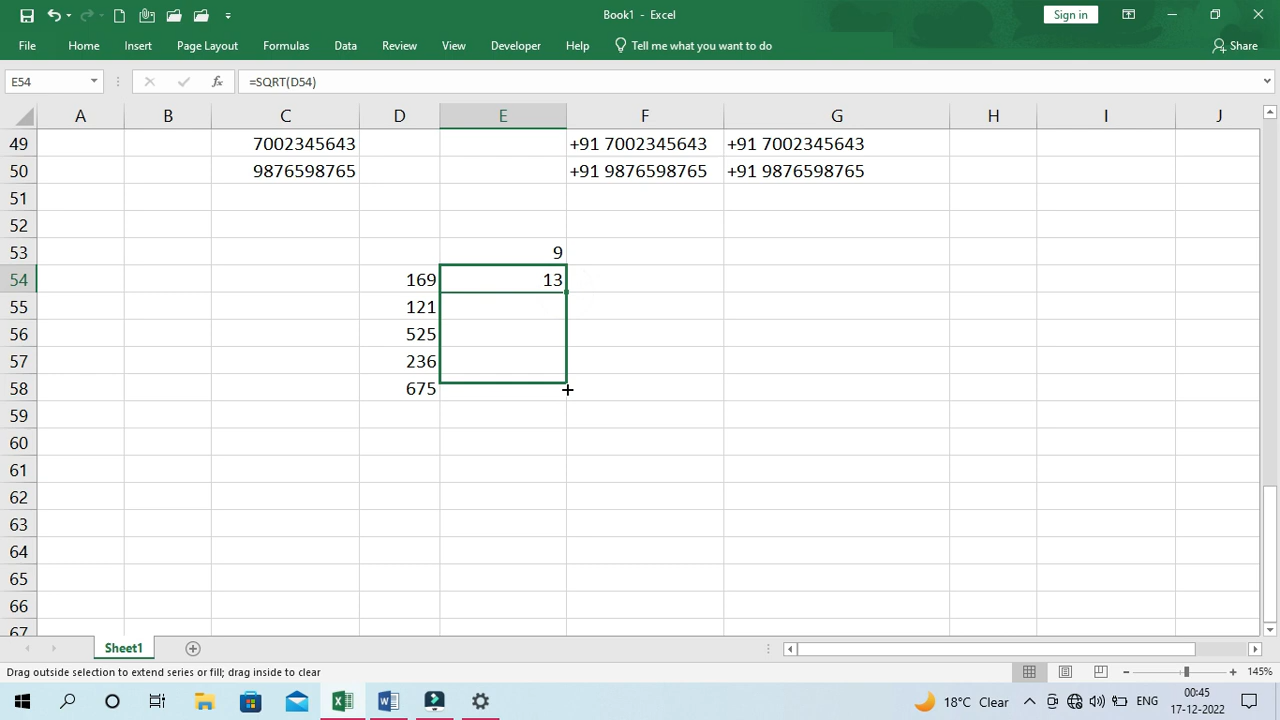 Book1 - Excel
Sign in
File Home Insert Page Layout Formulas Data Review View Developer Help Tell me what you want to do Share
E54 fx =SQRT(D54)
A B C D E F G H I J
49 7002345643 +91 7002345643 +91 7002345643
50 9876598765 +91 9876598765 +91 9876598765
51
52
53 9
54 169 13
55 121
56 525
57 236
58 675
59
60
61
62
63
64
65
66
67
Sheet1
Drag outside selection to extend series or fill; drag inside to clear 145%
18°C Clear ENG 00:45
17-12-2022